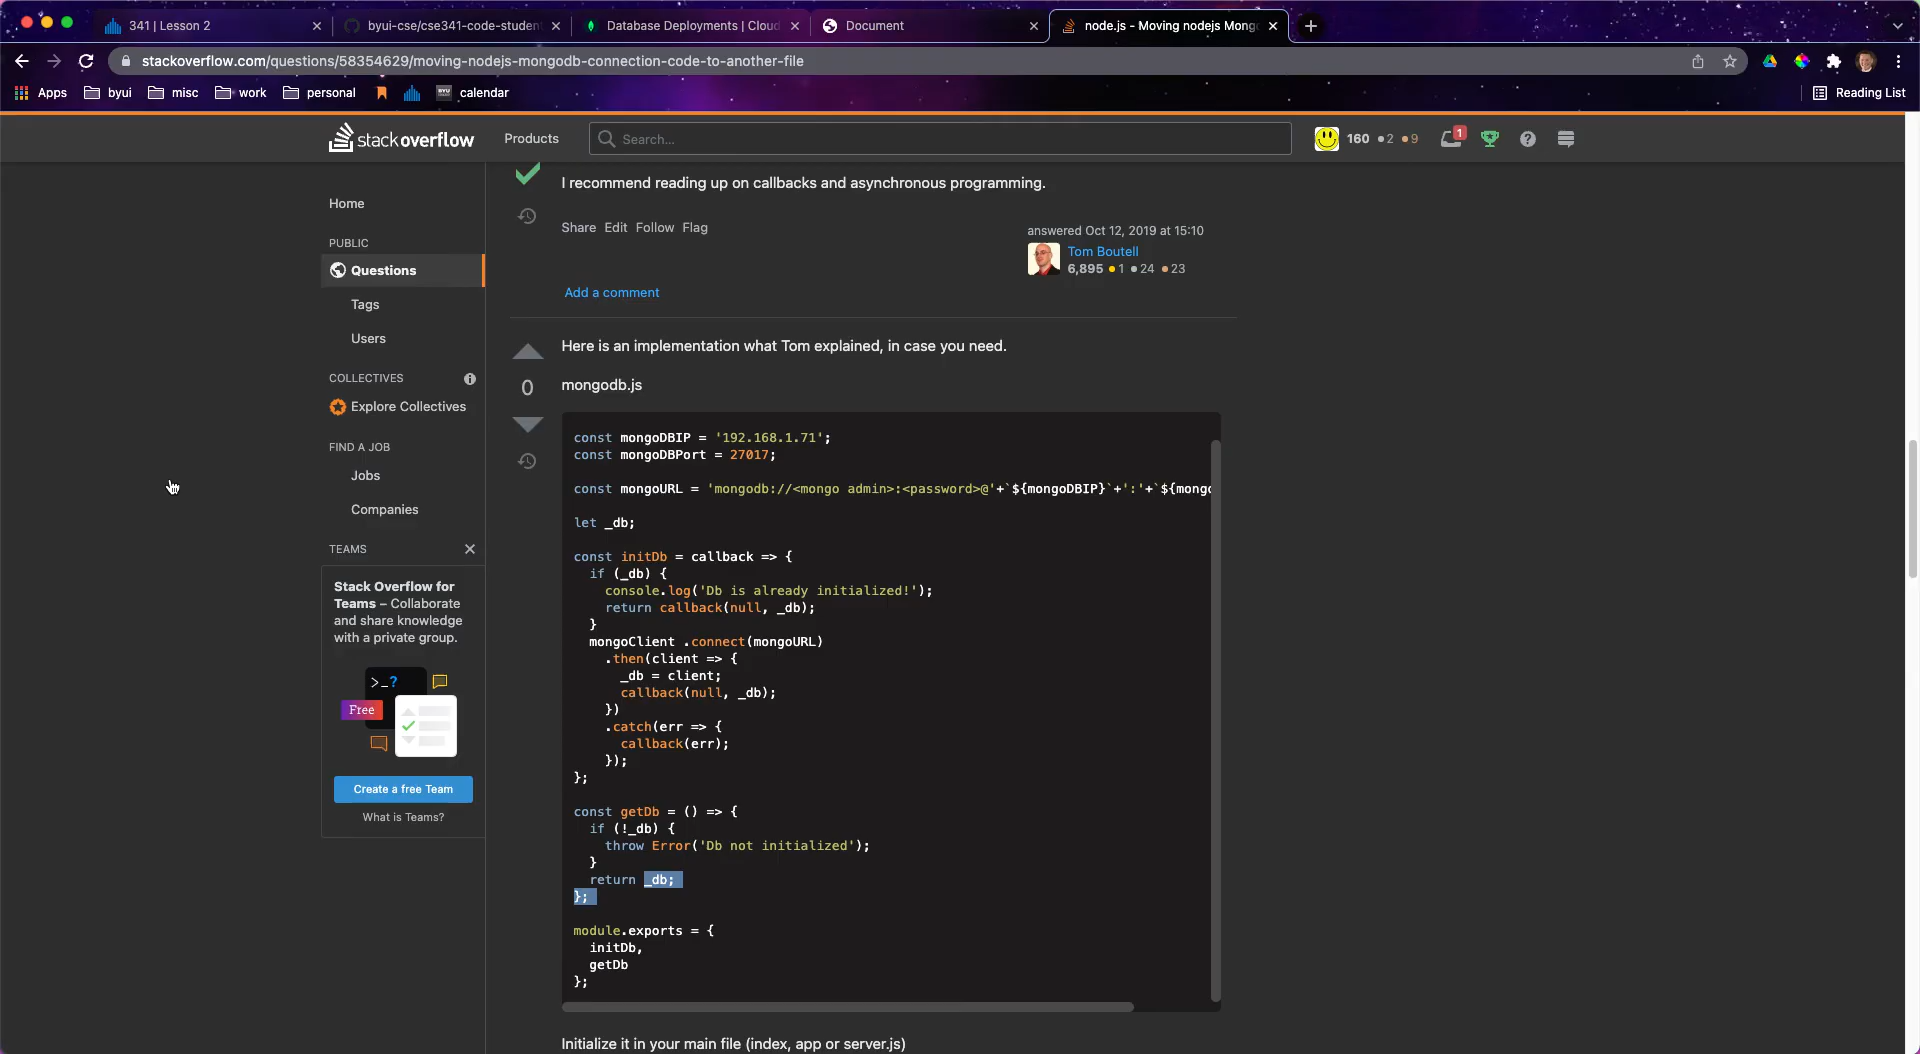 341 | Lesson 2
byui-cse/cse341-code-studen
Database Deployments | Cloud
Document
node.js - Moving nodejs Mong
stackoverflow.com/questions/58354629/moving-nodejs-mongodb-connection-code-to-another-file
Apps
byui
misc
work
personal
BYU
calendar
Reading List
stackoverflow
Products
Search...
160 2 9
1
Home
PUBLIC
Questions
Tags
Users
COLLECTIVES
Explore Collectives
FIND A JOB
Jobs
Companies
TEAMS
Stack Overflow for
Teams – Collaborate
and share knowledge
with a private group.
>_?
Free
Create a free Team
What is Teams?
I recommend reading up on callbacks and asynchronous programming.
Share Edit Follow Flag
answered Oct 12, 2019 at 15:10
Tom Boutell
6,895 1 24 23
Add a comment
Here is an implementation what Tom explained, in case you need.
0
mongodb.js
const mongoDBIP = '192.168.1.71';
const mongoDBPort = 27017;
const mongoURL = 'mongodb://<mongo admin>:<password>@'+`${mongoDBIP}`+':'+`${mongo
let _db;
const initDb = callback => {
if (_db) {
console.log('Db is already initialized!');
return callback(null, _db);
}
mongoClient .connect(mongoURL)
.then(client => {
_db = client;
callback(null, _db);
})
.catch(err => {
callback(err);
});
};
const getDb = () => {
if (!_db) {
throw Error('Db not initialized');
}
return _db;
};
module.exports = {
initDb,
getDb
};
Initialize it in your main file (index, app or server.js)